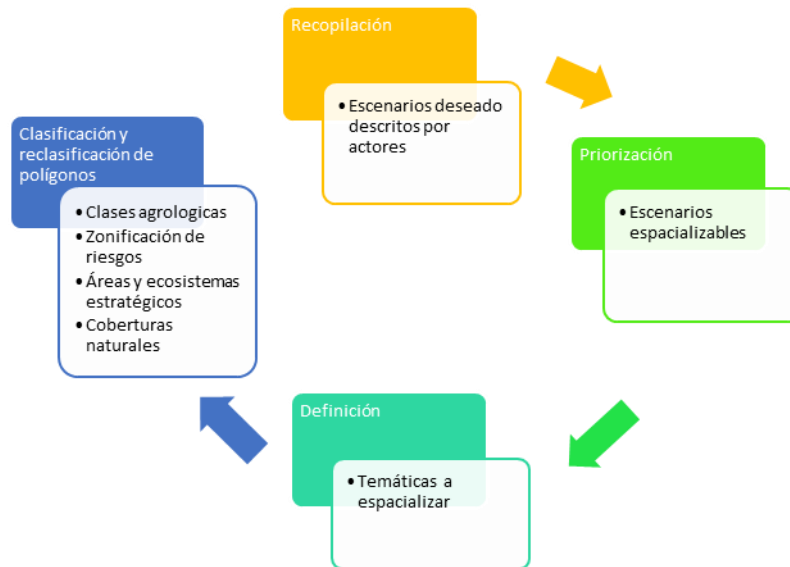 Recopilación
• Escenarios deseado
descritos por
actores
Priorización
• Escenarios
espacializables
Definición
• Temáticas a
espacializar
Clasificación y
reclasificación de
polígonos
• Clases agrologicas
• Zonificación de
riesgos
• Áreas y ecosistemas
estratégicos
• Coberturas
naturales